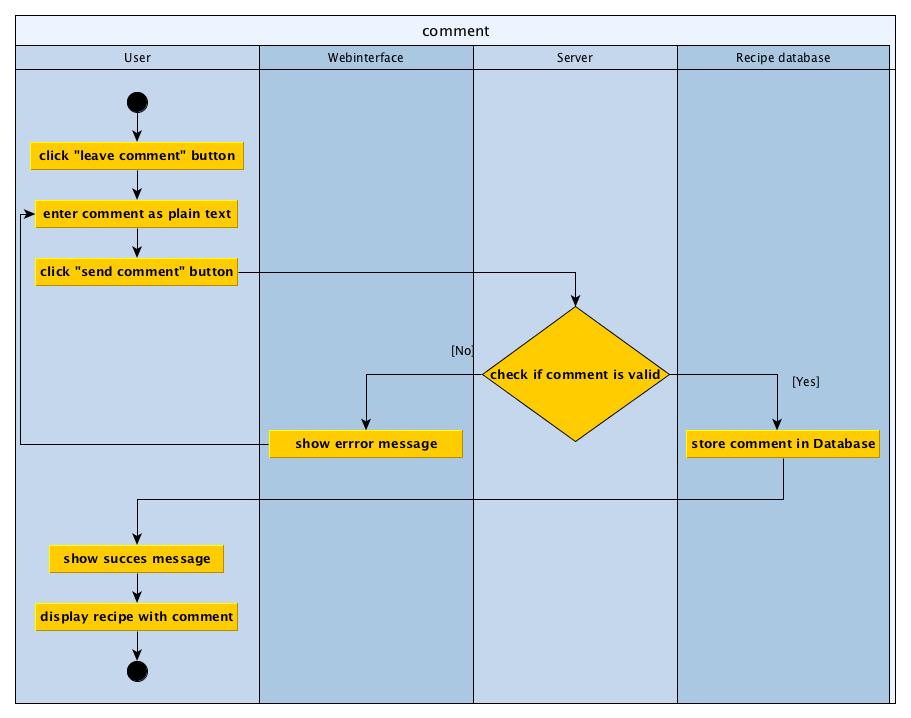 comment
User
Webinterface
Server
Recipe database
click "leave comment" button
enter comment as plain text
click "send comment" button
[No]
check if comment is valid
[Yes]
show errror message
store comment in Database
show succes message
display recipe with comment